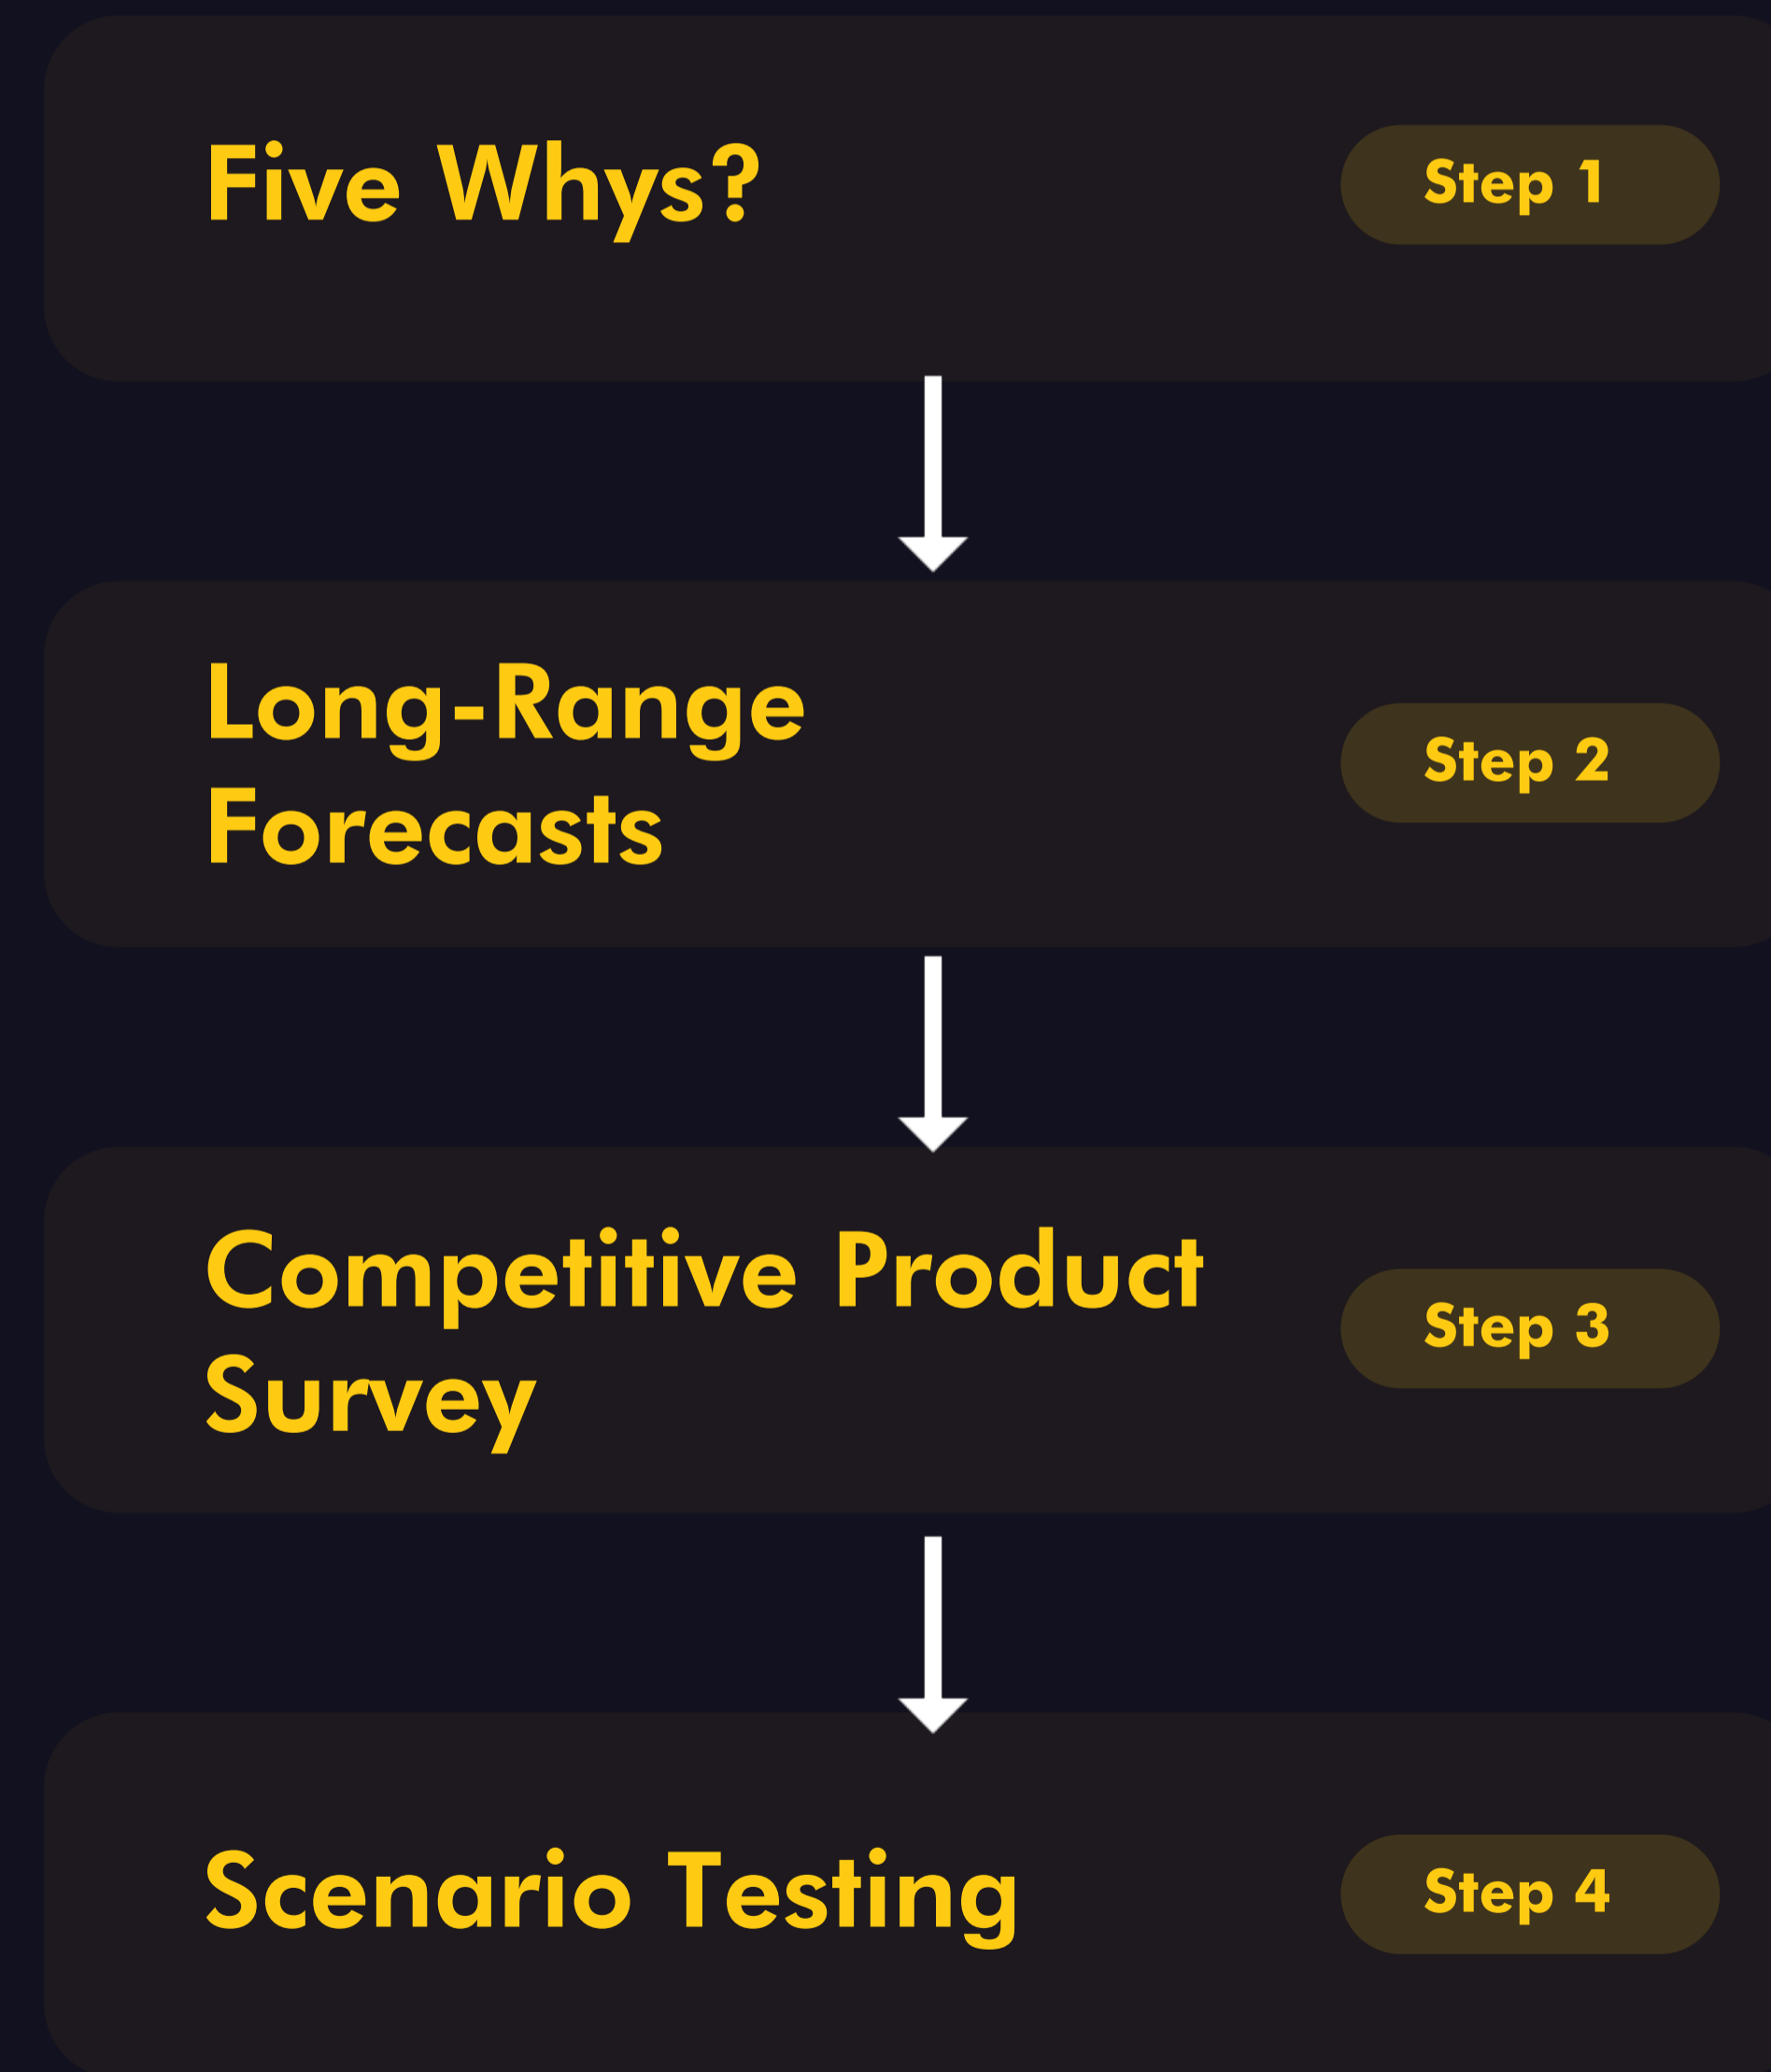 Five Whys?
Step 1
Long-Range
Forecasts
Step 2
Competitive Product
Survey
Step 3
Scenario Testing
Step 4